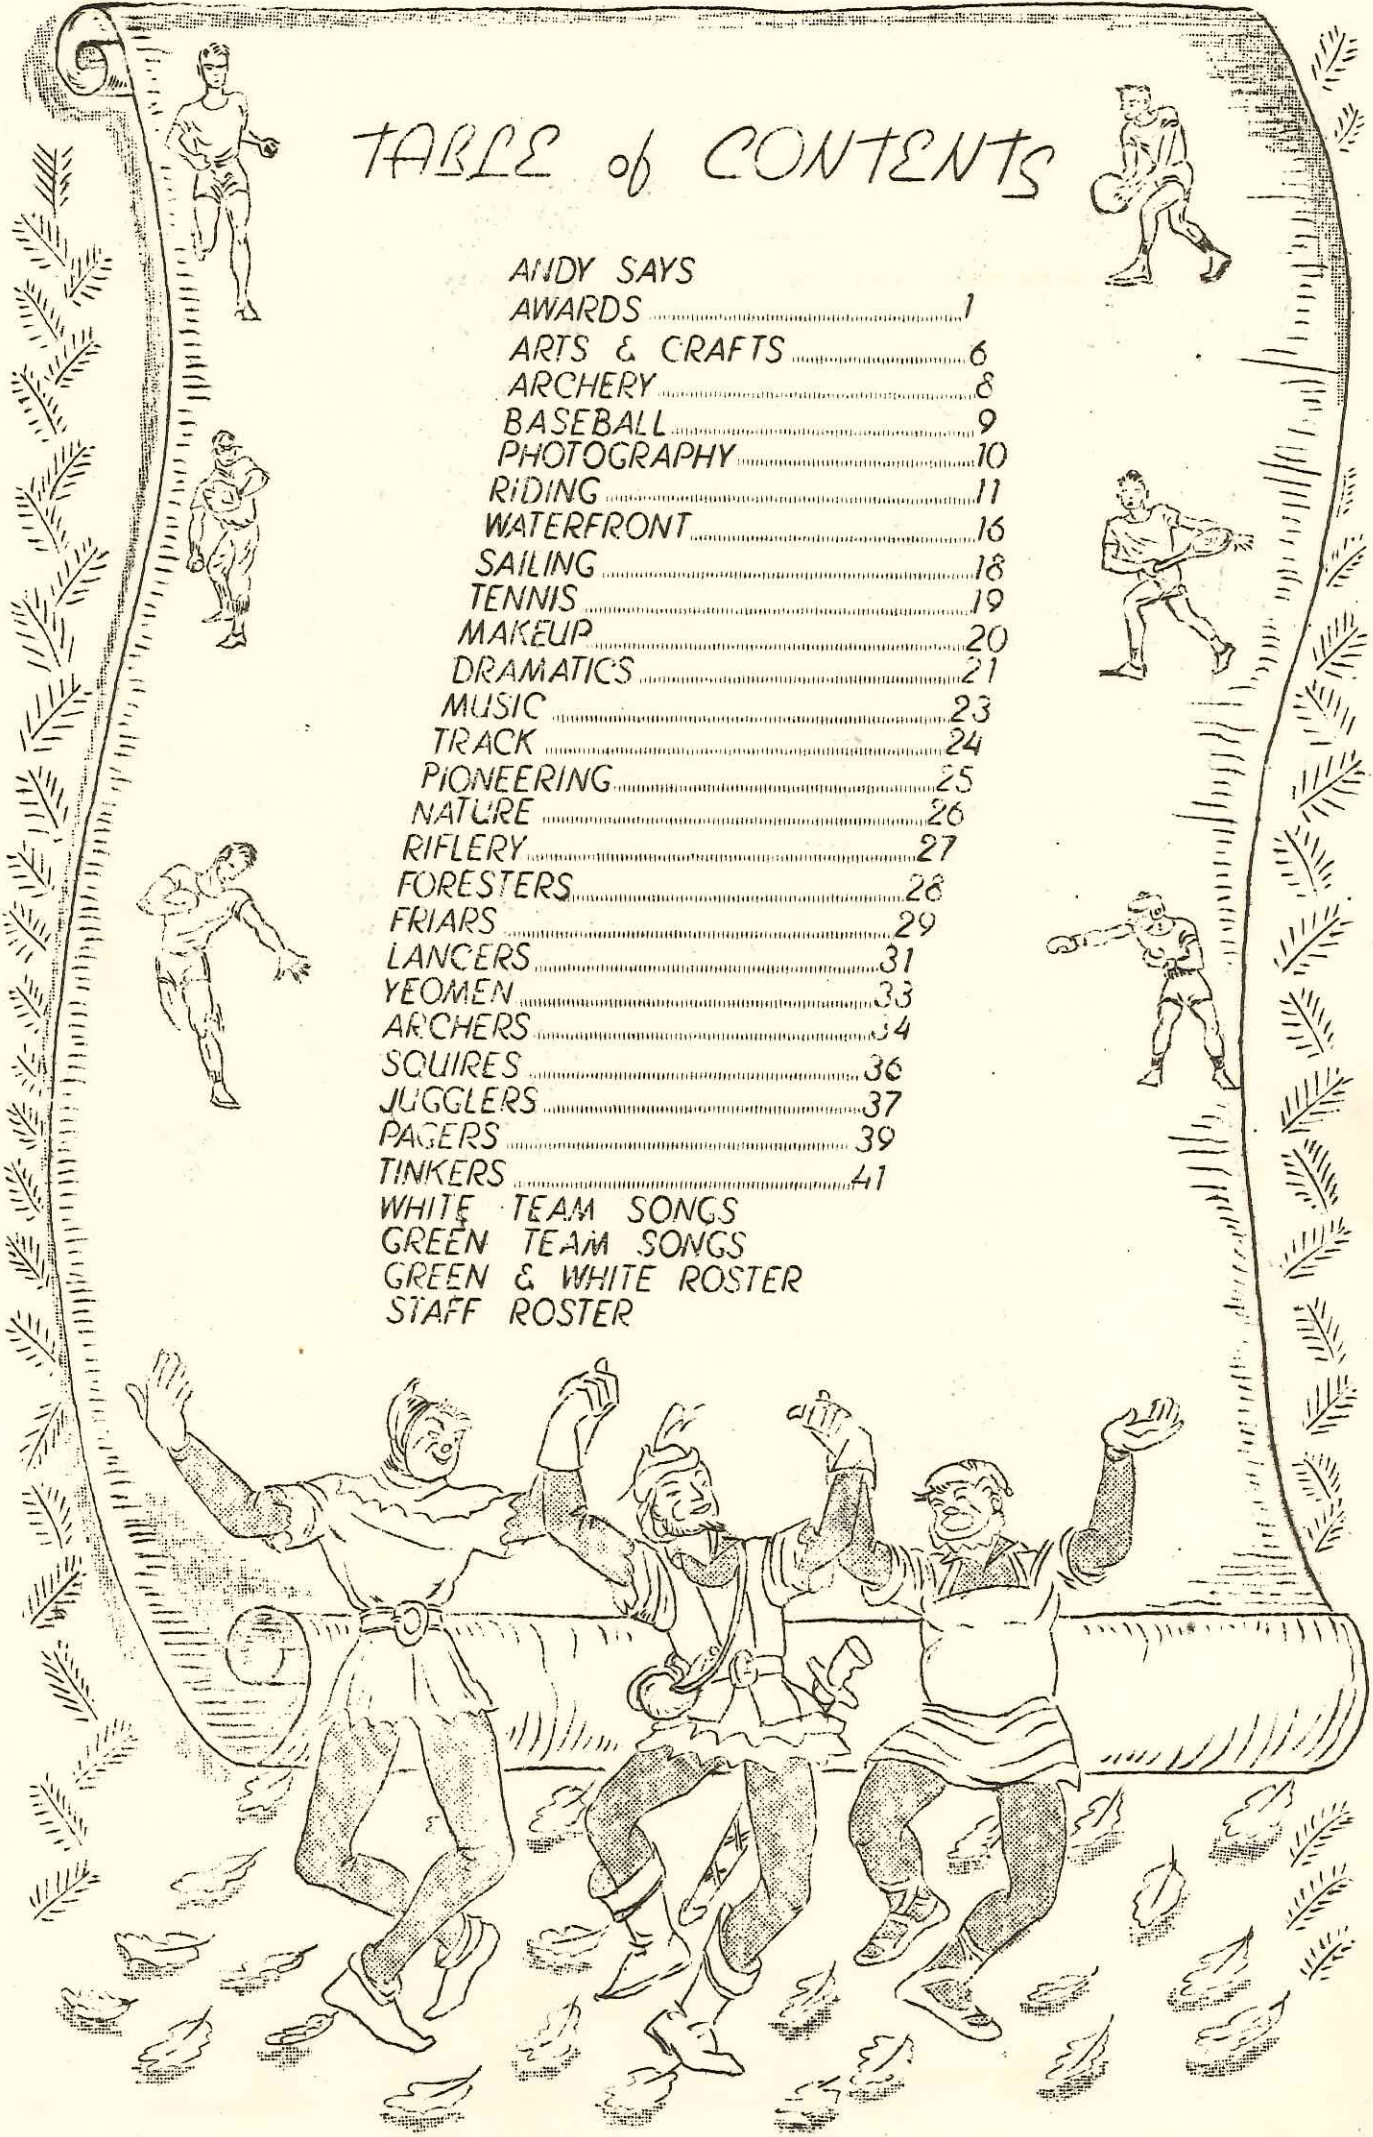 TABLE of CONTENTS
ANDY SAYS
AWARDS 1
ARTS & CRAFTS 6
ARCHERY 8
BASEBALL 9
PHOTOGRAPHY 10
RIDING 11
WATERFRONT 16
SAILING 18
TENNIS 19
MAKEUP 20
DRAMATICS 21
MUSIC 23
TRACK 24
PIONEERING 25
NATURE 26
RIFLERY 27
FORESTERS 28
FRIARS 29
LANCERS 31
YEOMEN 33
ARCHERS 34
SQUIRES 36
JUGGLERS 37
PAGERS 39
TINKERS 41
WHITE TEAM SONGS
GREEN TEAM SONGS
GREEN & WHITE ROSTER
STAFF ROSTER